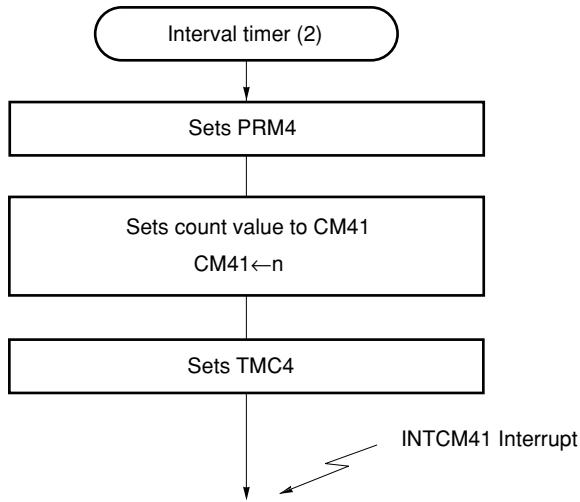 Interval timer (2)
Sets PRM4
Sets count value to CM41
CM41←n
Sets TMC4
INTCM41 Interrupt